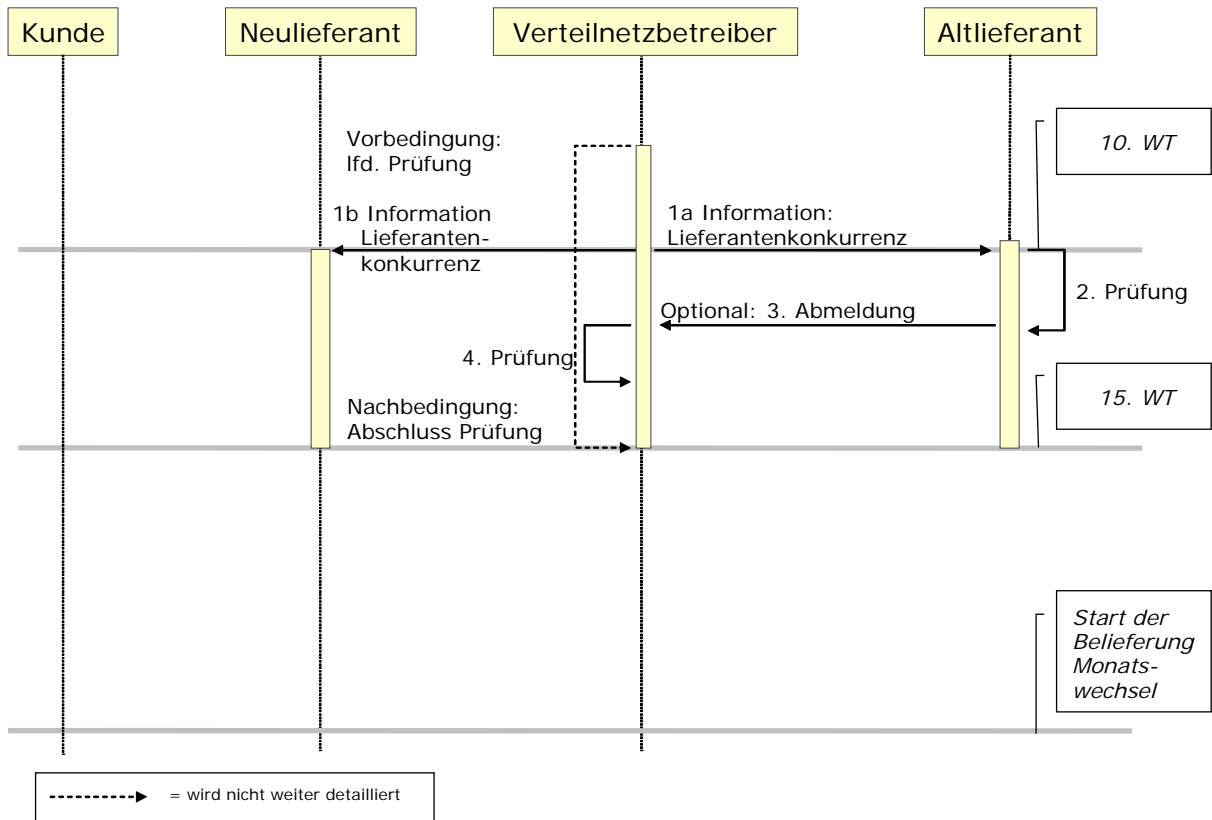 Kunde
Neulieferant
Verteilnetzbetreiber
Altlieferant
Vorbedingung:
lfd. Prüfung
10. WT
1b Information
Lieferanten-
konkurrenz
1a Information:
Lieferantenkonkurrenz
2. Prüfung
Optional: 3. Abmeldung
4. Prüfung
15. WT
Nachbedingung:
Abschluss Prüfung
Start der
Belieferung
Monats-
wechsel
= wird nicht weiter detailliert